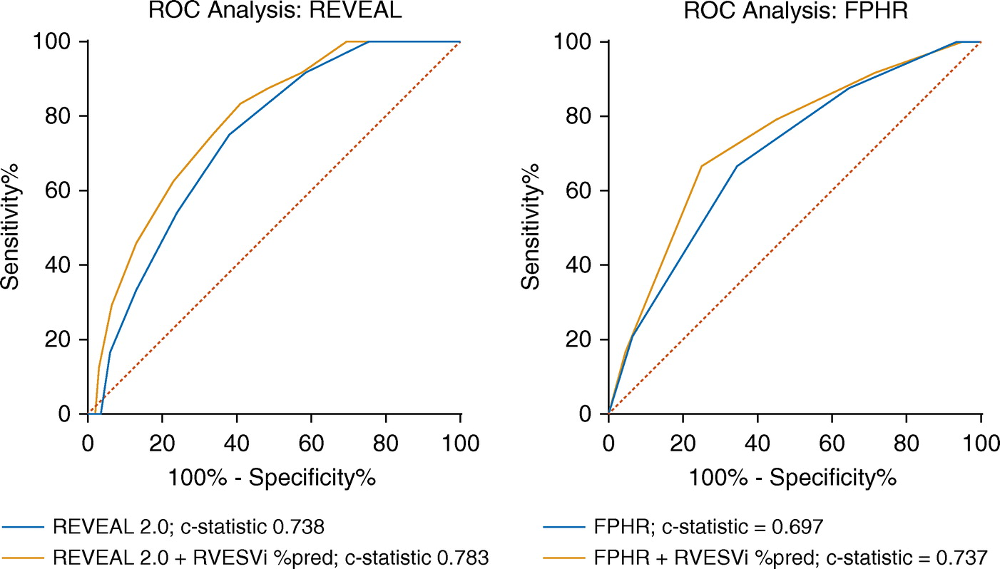 ROC Analysis: REVEAL
100
80
60
40
20
0
Sensitivity%
0 20 40 60 80 100
100% - Specificity%
REVEAL 2.0; c-statistic 0.738
REVEAL 2.0 + RVESVi %pred; c-statistic 0.783
ROC Analysis: FPHR
100
80
60
40
20
0
Sensitivity%
0 20 40 60 80 100
100% - Specificity%
FPHR; c-statistic = 0.697
FPHR + RVESVi %pred; c-statistic = 0.737